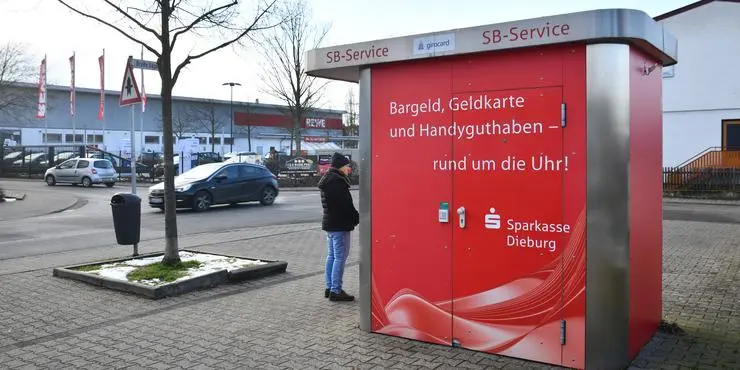 SB-Service
girocard
SB-Service
Bargeld, Geldkarte
und Handyguthaben –
rund um die Uhr!
Sparkasse
Dieburg
REWE